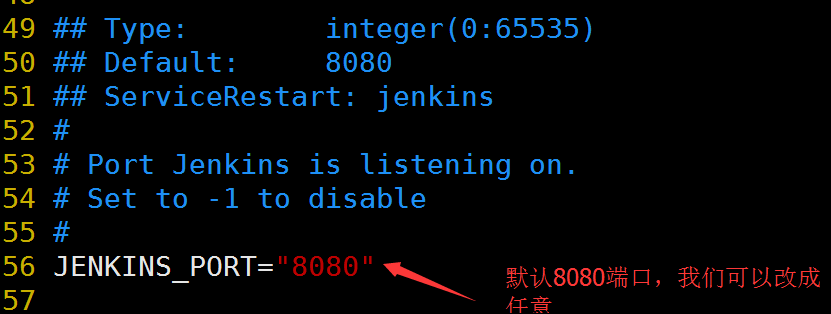 49 ## Type:        integer(0:65535)
50 ## Default:     8080
51 ## ServiceRestart: jenkins
52 #
53 # Port Jenkins is listening on.
54 # Set to -1 to disable
55 #
56 JENKINS_PORT="8080"
默认8080端口，我们可以改成
任意
57